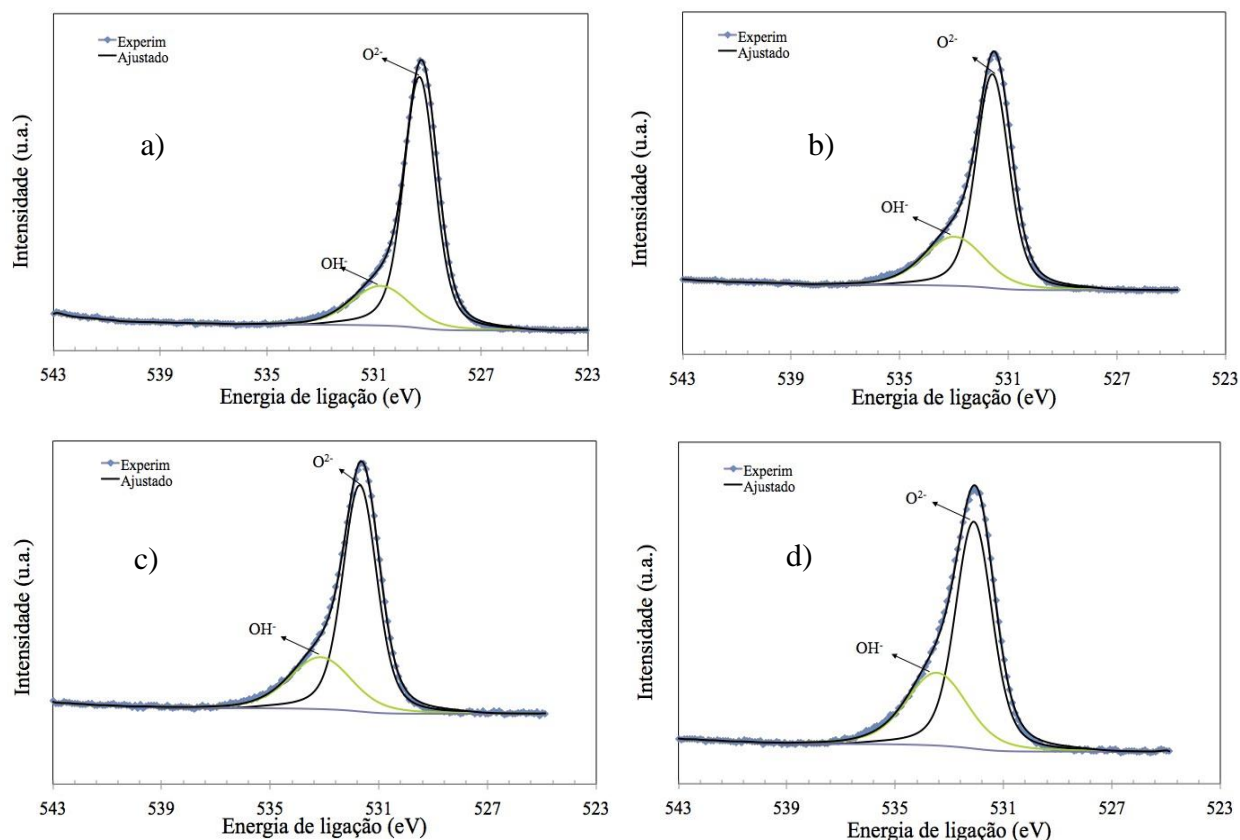 Experim
Ajustado
O²⁻
a)
OH⁻
Intensidade (u.a.)
543 539 535 531 527 523
Energia de ligação (eV)
Experim
Ajustado
O²⁻
b)
OH⁻
Intensidade (u.a.)
543 539 535 531 527 523
Energia de ligação (eV)
Experim
Ajustado
O²⁻
c)
OH⁻
Intensidade (u.a.)
543 539 535 531 527 523
Energia de ligação (eV)
Experim
Ajustado
O²⁻
d)
OH⁻
Intensidade (u.a.)
543 539 535 531 527 523
Energia de ligação (eV)